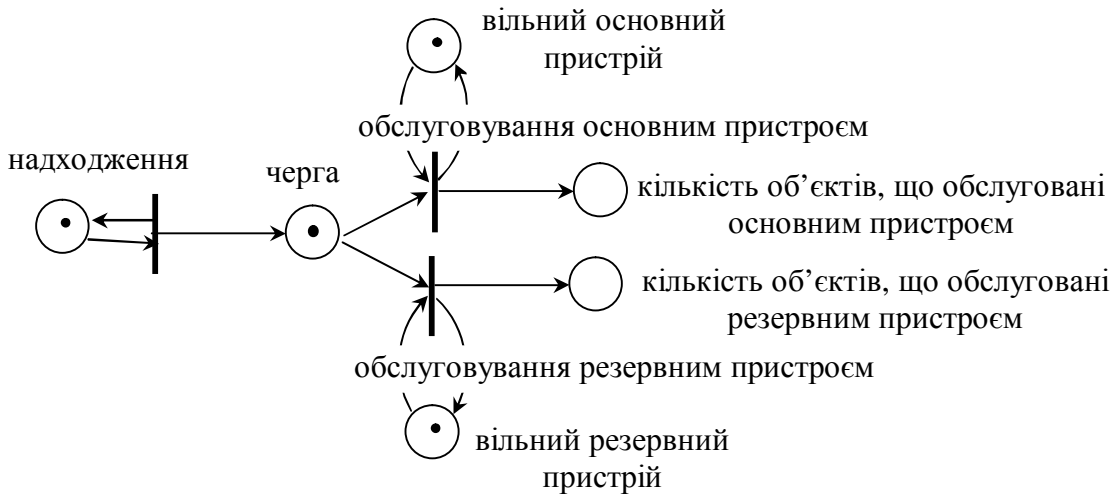 вільний основний
пристрій
обслуговування основним пристроєм
надходження
черга
кількість об’єктів, що обслуговані
основним пристроєм
кількість об’єктів, що обслуговані
резервним пристроєм
обслуговування резервним пристроєм
вільний резервний
пристрій